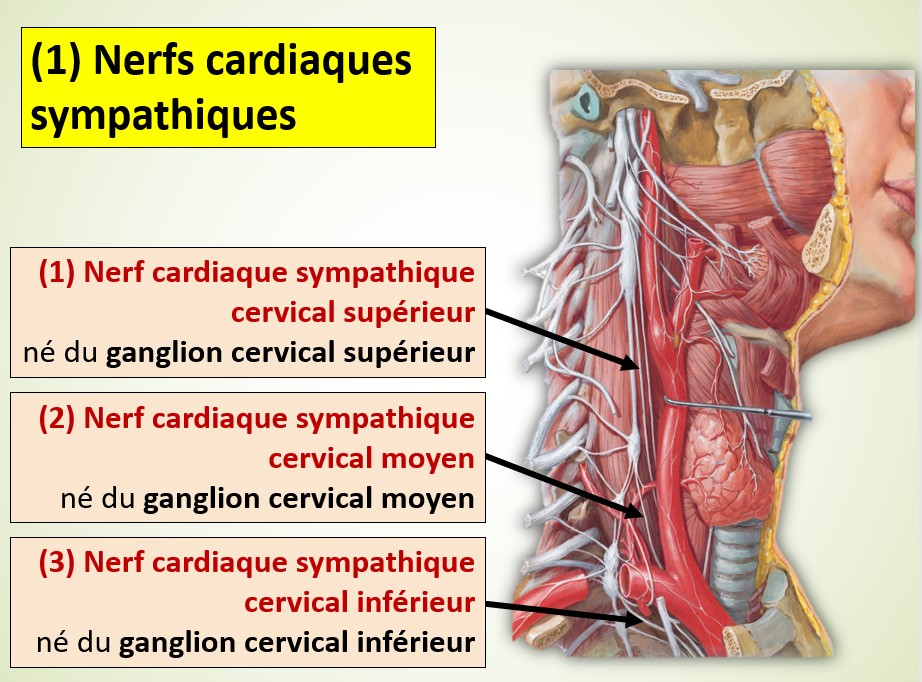 (1) Nerfs cardiaques
sympathiques
(1) Nerf cardiaque sympathique
cervical supérieur
né du ganglion cervical supérieur
(2) Nerf cardiaque sympathique
cervical moyen
né du ganglion cervical moyen
(3) Nerf cardiaque sympathique
cervical inférieur
né du ganglion cervical inférieur